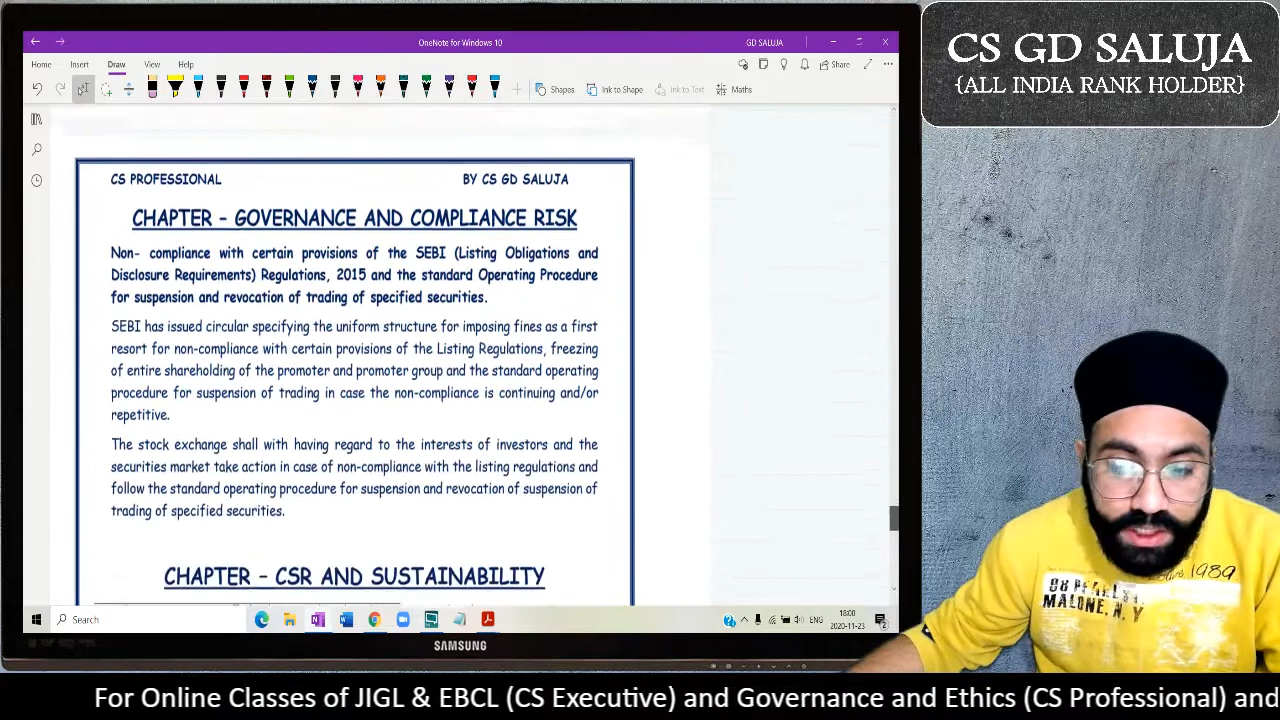 OneNote for Windows 10
GD SALUJA
Home Insert Draw View Help
Share
Shapes Ink to Shape Ink to Text Maths
CS PROFESSIONAL BY CS GD SALUJA
CHAPTER – GOVERNANCE AND COMPLIANCE RISK
Non- compliance with certain provisions of the SEBI (Listing Obligations and
Disclosure Requirements) Regulations, 2015 and the standard Operating Procedure
for suspension and revocation of trading of specified securities.
SEBI has issued circular specifying the uniform structure for imposing fines as a first
resort for non-compliance with certain provisions of the Listing Regulations, freezing
of entire shareholding of the promoter and promoter group and the standard operating
procedure for suspension of trading in case the non-compliance is continuing and/or
repetitive.
The stock exchange shall with having regard to the interests of investors and the
securities market take action in case of non-compliance with the listing regulations and
follow the standard operating procedure for suspension and revocation of suspension of
trading of specified securities.
CHAPTER – CSR AND SUSTAINABILITY
Search
ENG
18:00
2020-11-23
SAMSUNG
CS GD SALUJA
{ALL INDIA RANK HOLDER}
1989
MALONE, N.Y
For Online Classes of JIGL & EBCL (CS Executive) and Governance and Ethics (CS Professional) and